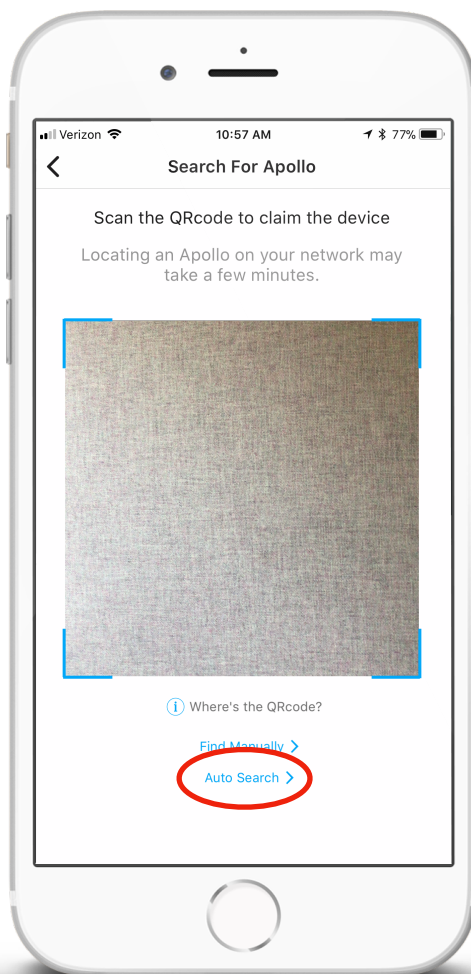 Verizon 10:57 AM 77%
Search For Apollo
Scan the QRcode to claim the device
Locating an Apollo on your network may
take a few minutes.
i Where's the QRcode?
Find Manually
Auto Search